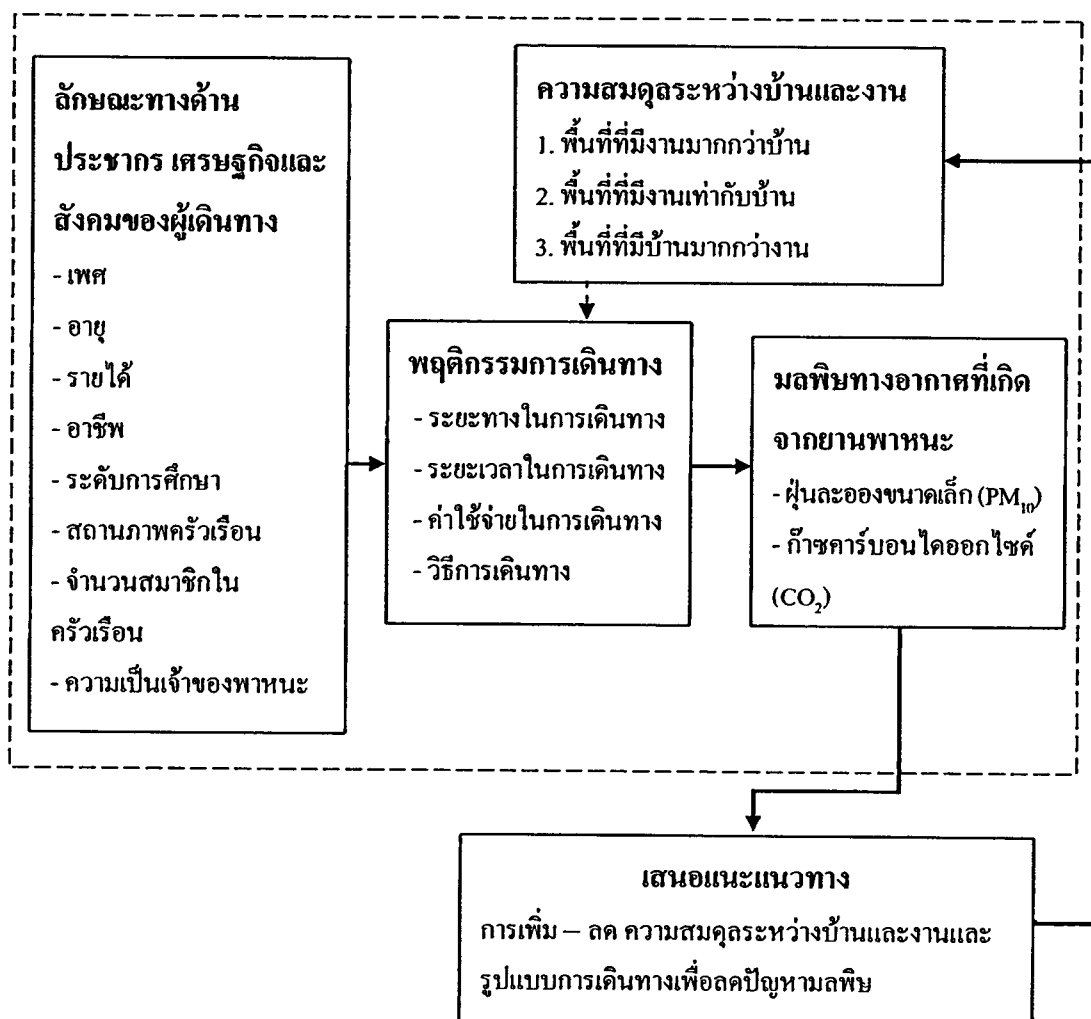 ลักษณะทางด้าน
ประชากร เศรษฐกิจและ
สังคมของผู้เดินทาง
- เพศ
- อายุ
- รายได้
- อาชีพ
- ระดับการศึกษา
- สถานภาพครัวเรือน
- จำนวนสมาชิกใน
ครัวเรือน
- ความเป็นเจ้าของพาหนะ
ความสมดุลระหว่างบ้านและงาน
1. พื้นที่ที่มีงานมากกว่าบ้าน
2. พื้นที่ที่มีงานเท่ากับบ้าน
3. พื้นที่ที่มีบ้านมากกว่างาน
พฤติกรรมการเดินทาง
- ระยะทางในการเดินทาง
- ระยะเวลาในการเดินทาง
- ค่าใช้จ่ายในการเดินทาง
- วิธีการเดินทาง
มลพิษทางอากาศที่เกิด
จากยานพาหนะ
- ฝุ่นละอองขนาดเล็ก (PM₁₀)
- ก๊าซคาร์บอนไดออกไซด์
(CO₂)
เสนอแนะแนวทาง
การเพิ่ม – ลด ความสมดุลระหว่างบ้านและงานและ
รูปแบบการเดินทางเพื่อลดปัญหามลพิษ